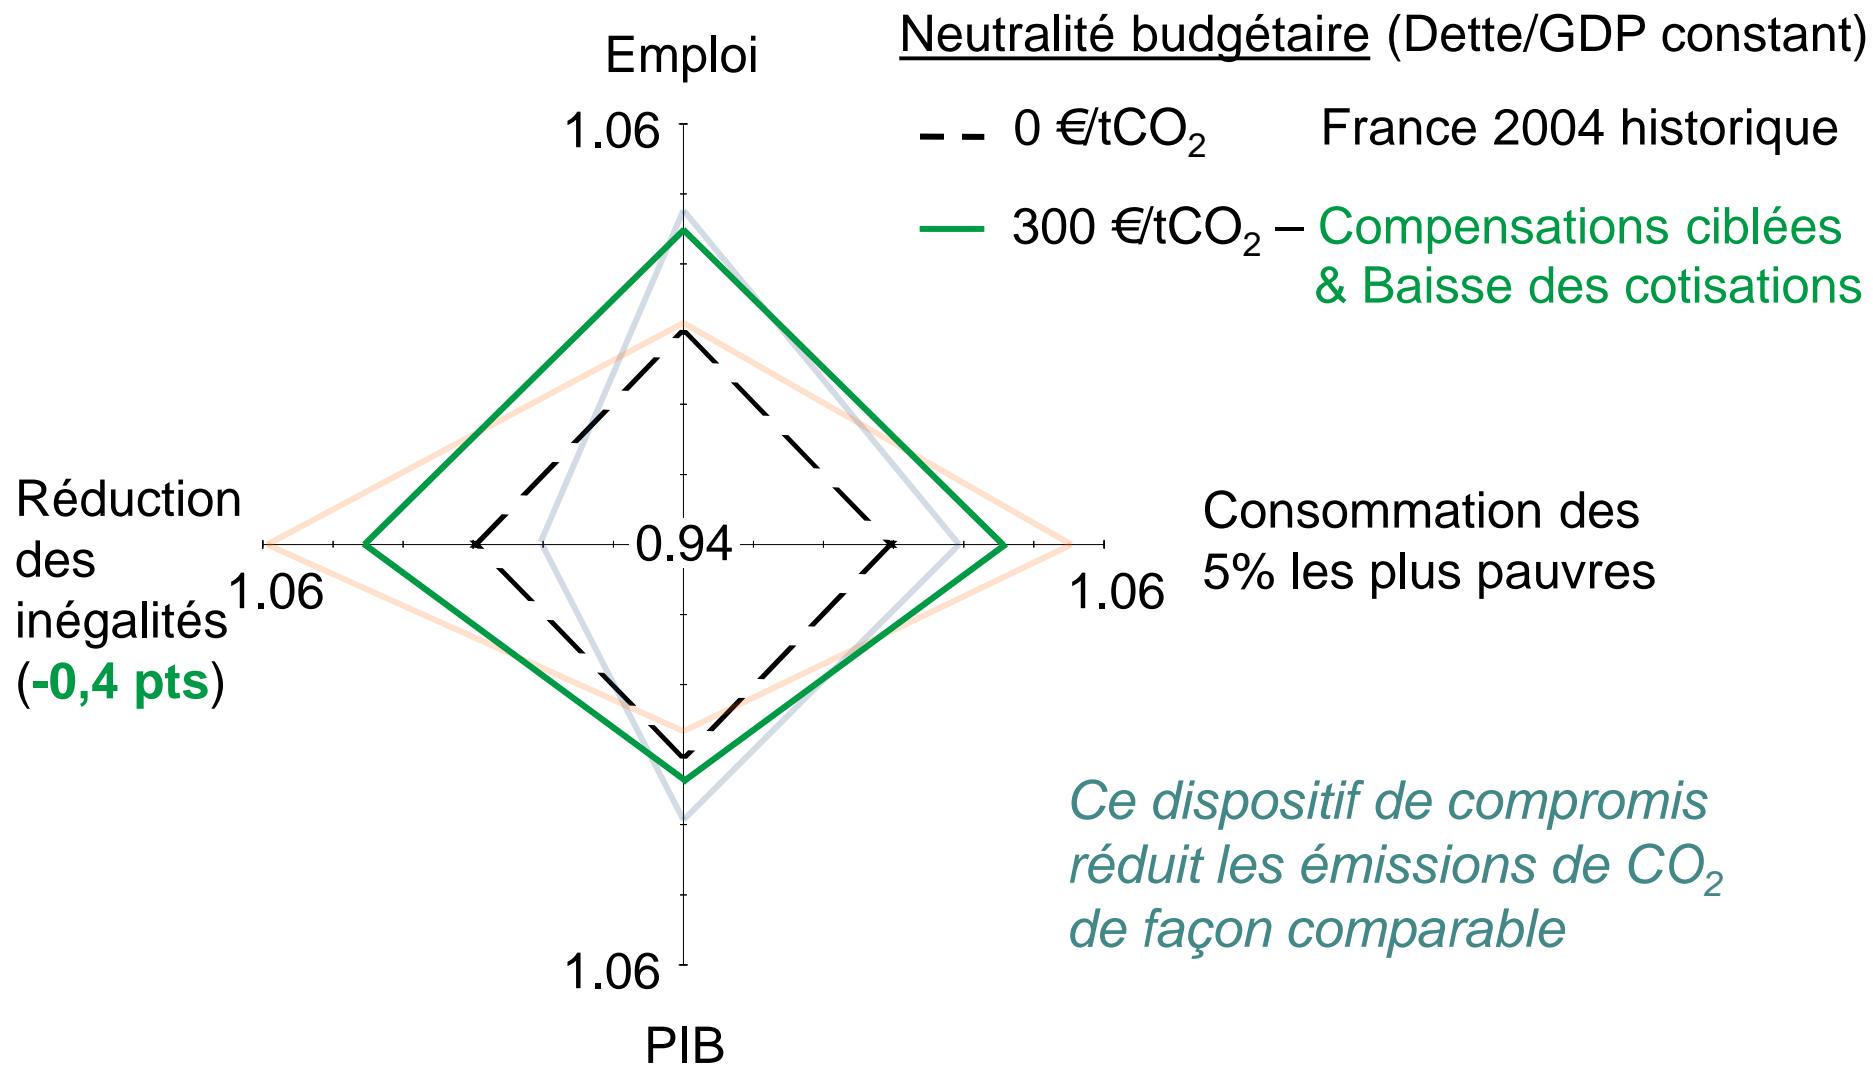 Neutralité budgétaire (Dette/GDP constant)
0 €/tCO2 France 2004 historique
300 €/tCO2 – Compensations ciblées
& Baisse des cotisations
Emploi
1.06
Réduction
des
inégalités
(-0,4 pts)
1.06
0.94
1.06
Consommation des
5% les plus pauvres
1.06
PIB
Ce dispositif de compromis
réduit les émissions de CO2
de façon comparable